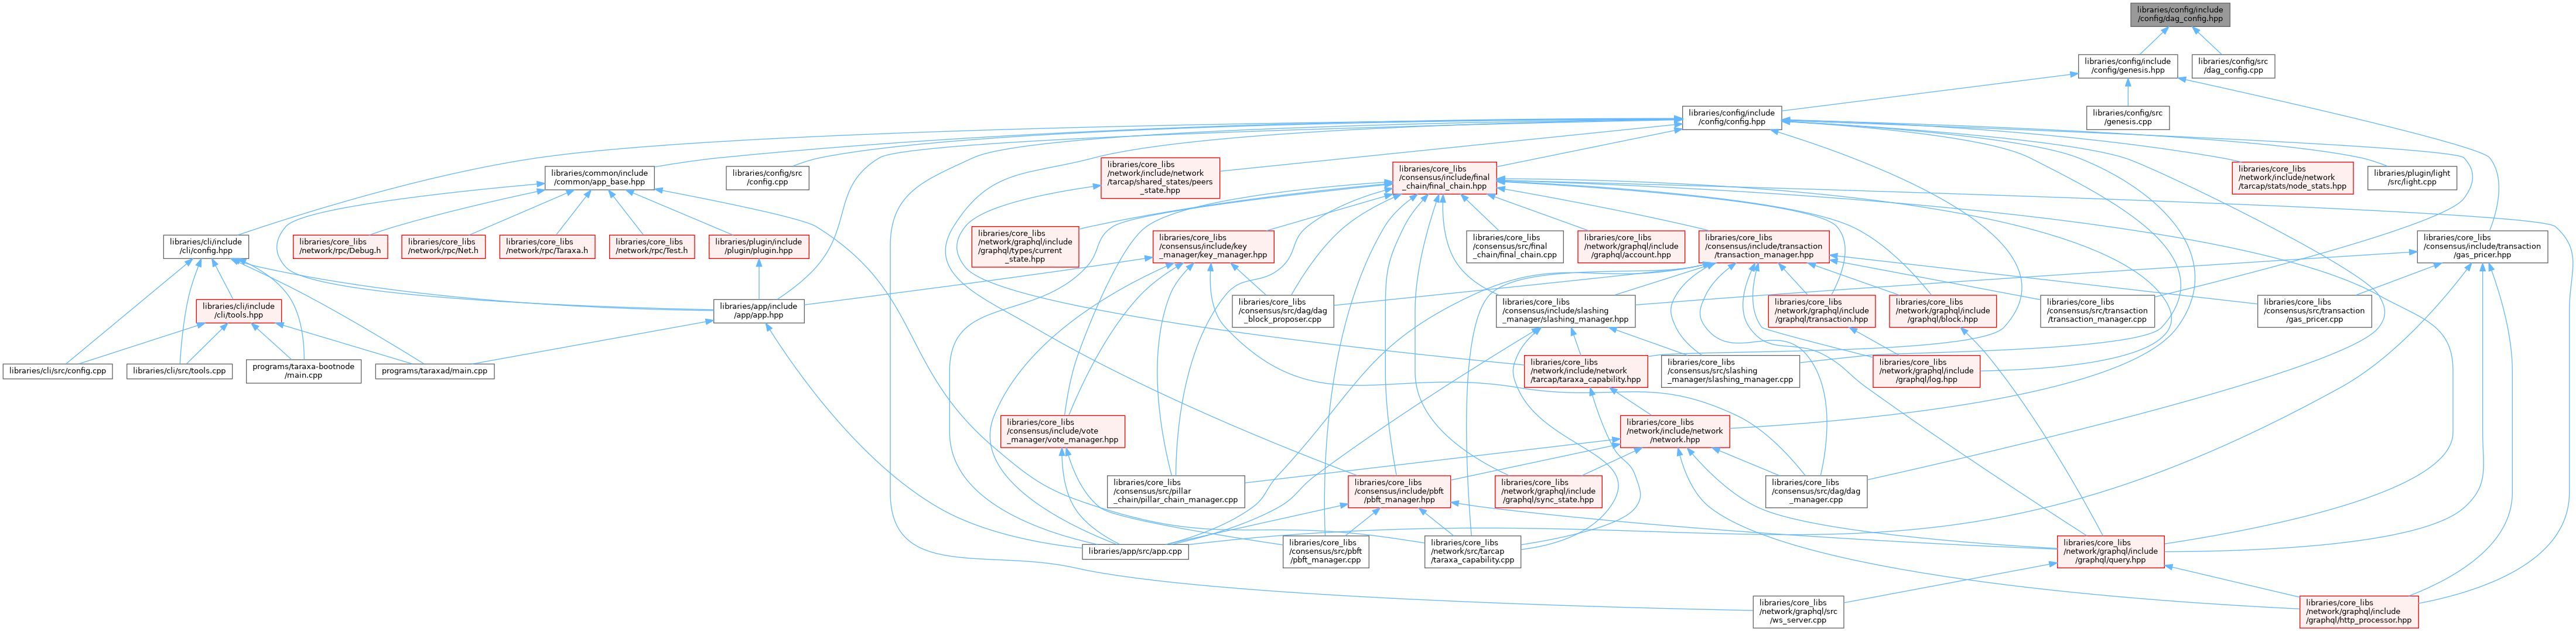 libraries/config/include
/config/dag_config.hpp
libraries/config/include
/config/genesis.hpp
libraries/config/src
/dag_config.cpp
libraries/config/include
/config/config.hpp
libraries/config/src
/genesis.cpp
libraries/common/include
/common/app_base.hpp
libraries/config/src
/config.cpp
libraries/core_libs
/network/include/network
/tarcap/shared_states/peers
_state.hpp
libraries/core_libs
/consensus/include/final
_chain/final_chain.hpp
libraries/core_libs
/network/include/network
/tarcap/stats/node_stats.hpp
libraries/plugin/light
/src/light.cpp
libraries/cli/include
/cli/config.hpp
libraries/core_libs
/network/rpc/Debug.h
libraries/core_libs
/network/rpc/Net.h
libraries/core_libs
/network/rpc/Taraxa.h
libraries/core_libs
/network/rpc/Test.h
libraries/plugin/include
/plugin/plugin.hpp
libraries/core_libs
/network/graphql/include
/graphql/types/current
_state.hpp
libraries/core_libs
/consensus/include/key
_manager/key_manager.hpp
libraries/core_libs
/consensus/src/final
_chain/final_chain.cpp
libraries/core_libs
/network/graphql/include
/graphql/account.hpp
libraries/core_libs
/consensus/include/transaction
/transaction_manager.hpp
libraries/core_libs
/consensus/include/transaction
/gas_pricer.hpp
libraries/cli/include
/cli/tools.hpp
libraries/app/include
/app/app.hpp
libraries/core_libs
/consensus/src/dag/dag
_block_proposer.cpp
libraries/core_libs
/consensus/include/slashing
_manager/slashing_manager.hpp
libraries/core_libs
/network/graphql/include
/graphql/transaction.hpp
libraries/core_libs
/network/graphql/include
/graphql/block.hpp
libraries/core_libs
/consensus/src/transaction
/transaction_manager.cpp
libraries/core_libs
/consensus/src/transaction
/gas_pricer.cpp
libraries/cli/src/config.cpp
libraries/cli/src/tools.cpp
programs/taraxa-bootnode
/main.cpp
programs/taraxad/main.cpp
libraries/core_libs
/network/include/network
/tarcap/taraxa_capability.hpp
libraries/core_libs
/consensus/src/slashing
_manager/slashing_manager.cpp
libraries/core_libs
/network/graphql/include
/graphql/log.hpp
libraries/core_libs
/consensus/include/vote
_manager/vote_manager.hpp
libraries/core_libs
/network/include/network
/network.hpp
libraries/core_libs
/consensus/src/pillar
_chain/pillar_chain_manager.cpp
libraries/core_libs
/consensus/include/pbft
/pbft_manager.hpp
libraries/core_libs
/network/graphql/include
/graphql/sync_state.hpp
libraries/core_libs
/consensus/src/dag/dag
_manager.cpp
libraries/app/src/app.cpp
libraries/core_libs
/consensus/src/pbft
/pbft_manager.cpp
libraries/core_libs
/network/src/tarcap
/taraxa_capability.cpp
libraries/core_libs
/network/graphql/include
/graphql/query.hpp
libraries/core_libs
/network/graphql/src
/ws_server.cpp
libraries/core_libs
/network/graphql/include
/graphql/http_processor.hpp